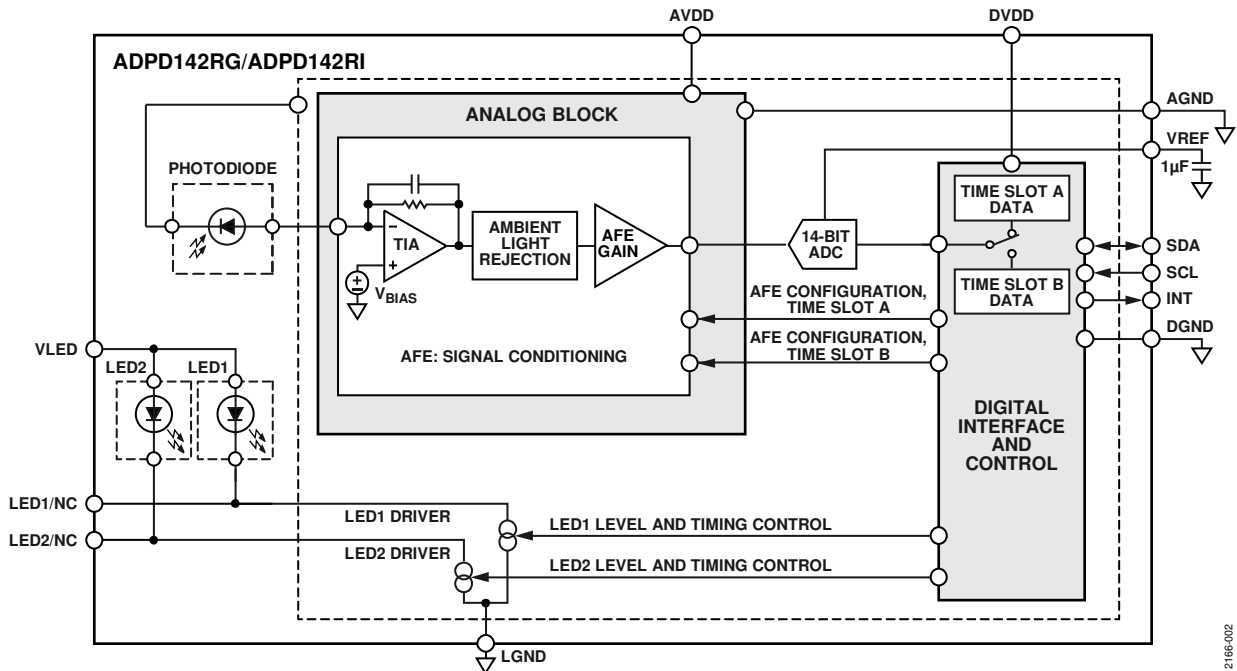 AVDD
DVDD
ADPD142RG/ADPD142RI
ANALOG BLOCK
AGND
VREF
1µF
PHOTODIODE
TIME SLOT A
DATA
−
TIA
+
VBIAS
AMBIENT
LIGHT
REJECTION
AFE
GAIN
14-BIT
ADC
SDA
SCL
INT
DGND
TIME SLOT B
DATA
AFE CONFIGURATION,
TIME SLOT A
AFE CONFIGURATION,
TIME SLOT B
AFE: SIGNAL CONDITIONING
VLED
LED2
LED1
DIGITAL
INTERFACE
AND
CONTROL
LED1/NC
LED1 DRIVER
LED1 LEVEL AND TIMING CONTROL
LED2/NC
LED2 DRIVER
LED2 LEVEL AND TIMING CONTROL
LGND
2166-002